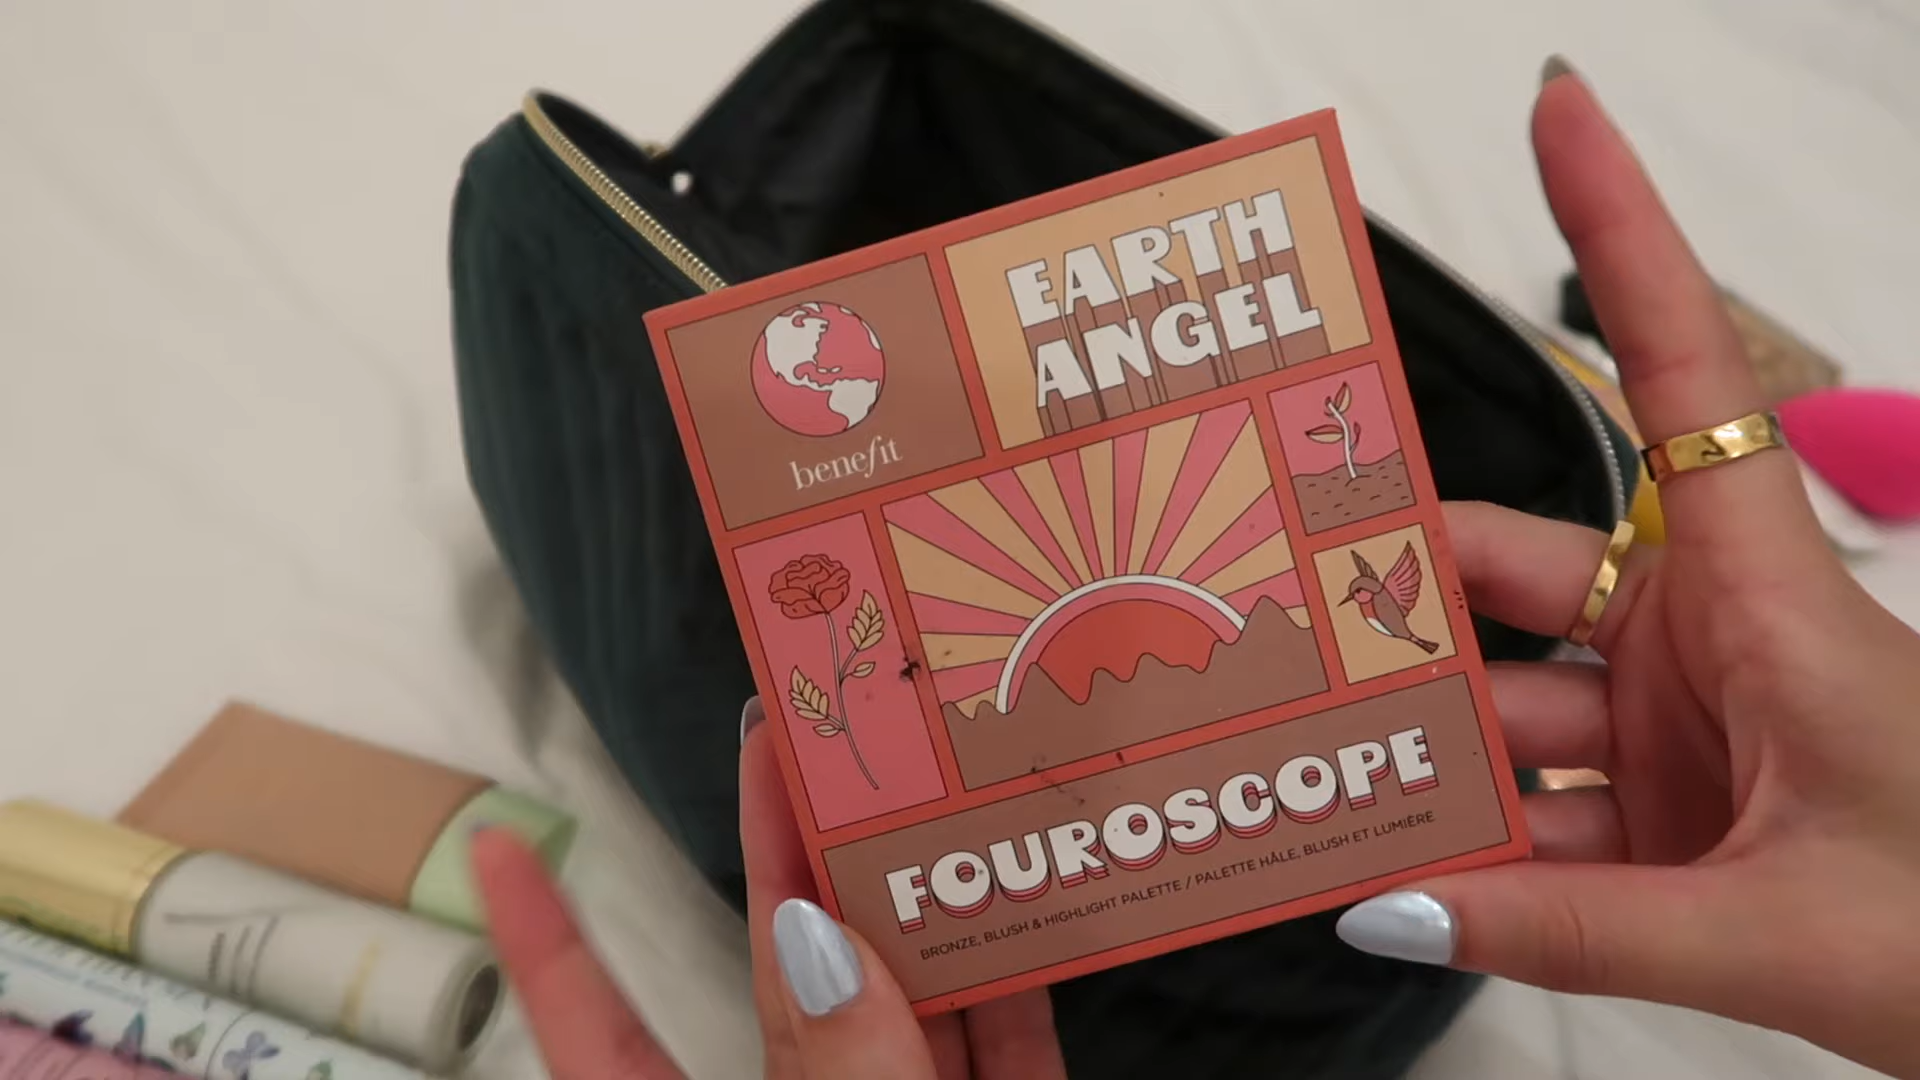 benefit
EARTH
ANGEL
FOUROSCOPE
BRONZE, BLUSH & HIGHLIGHT PALETTE / PALETTE HÂLE, BLUSH ET LUMIÈRE